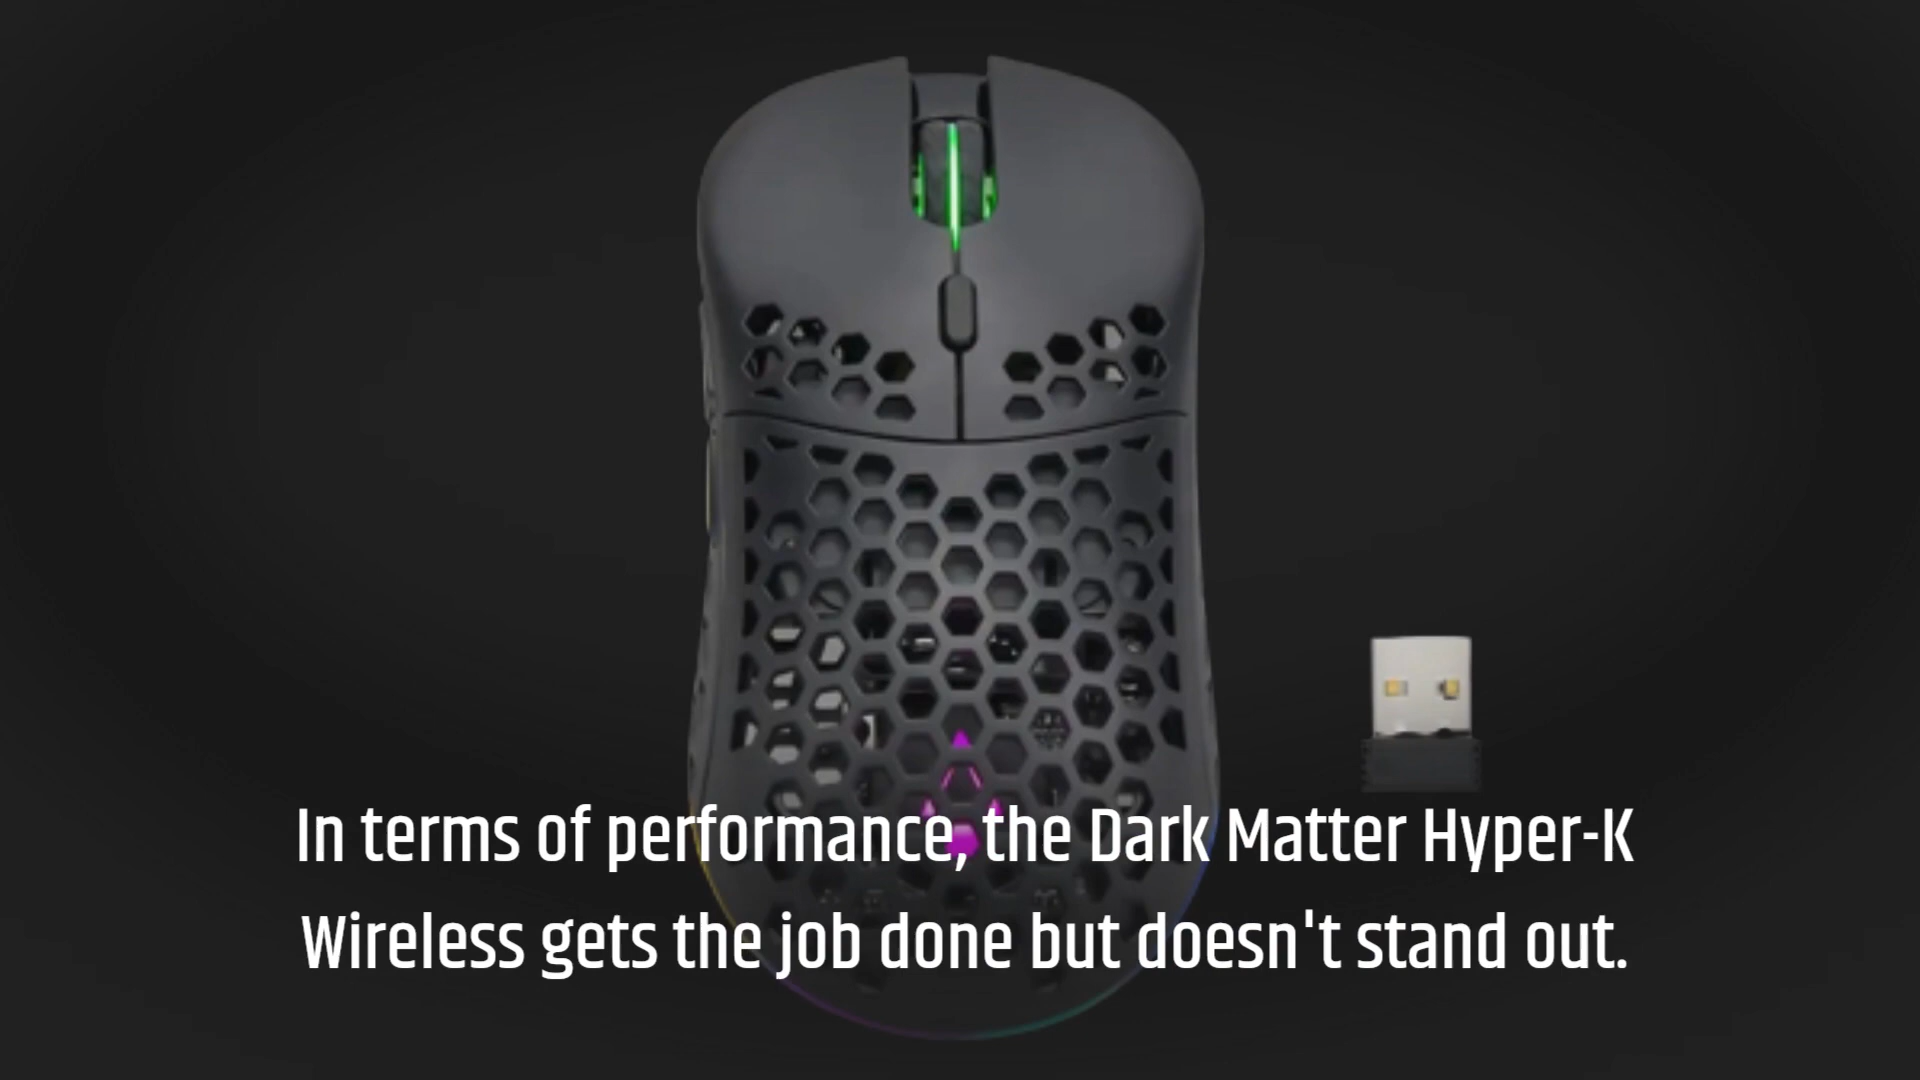 In terms of performance, the Dark Matter Hyper-K
Wireless gets the job done but doesn't stand out.